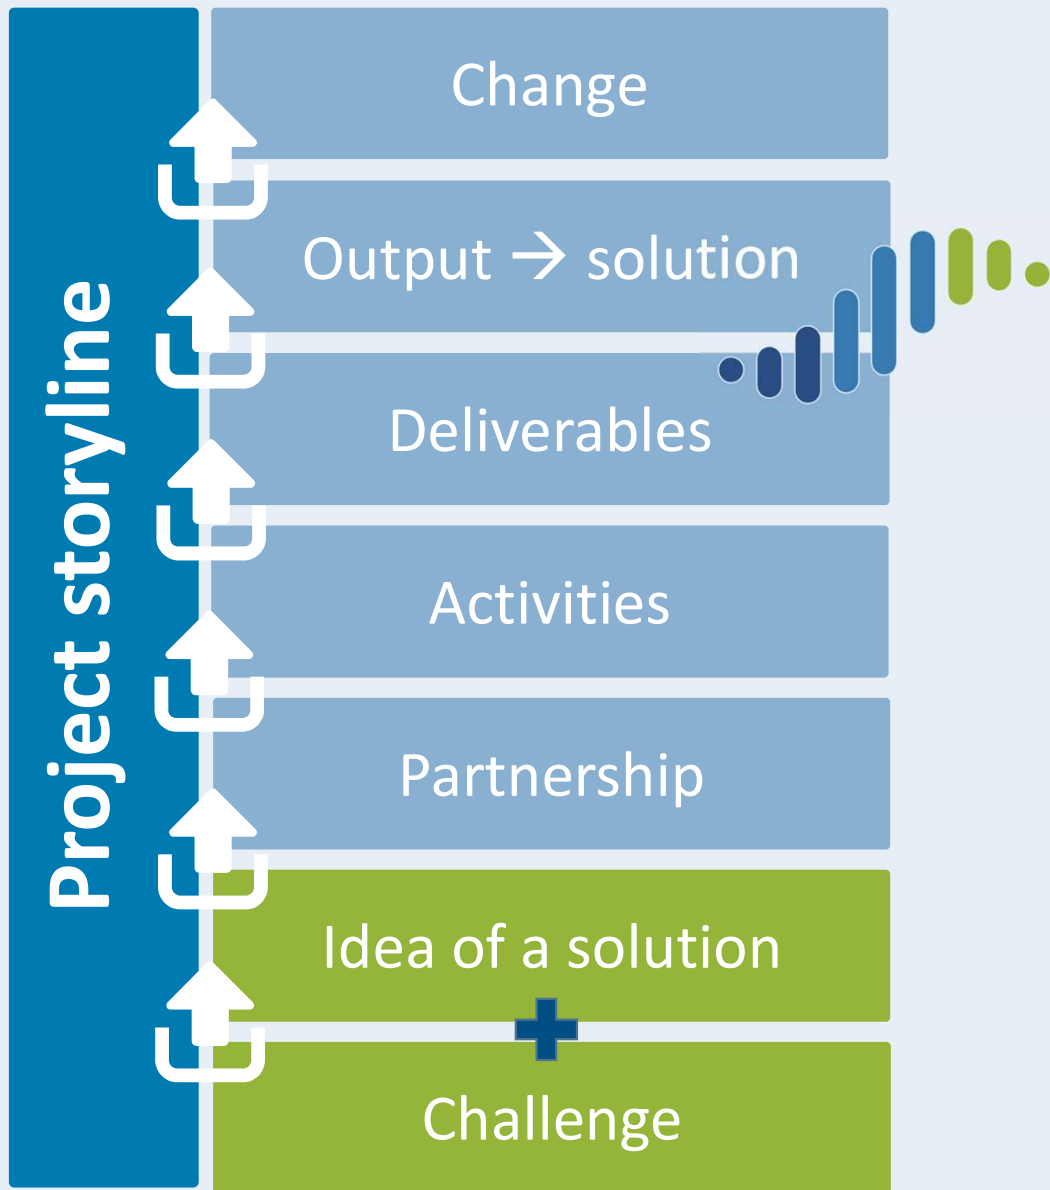 Project storyline
Change
Output → solution
Deliverables
Activities
Partnership
Idea of a solution
Challenge